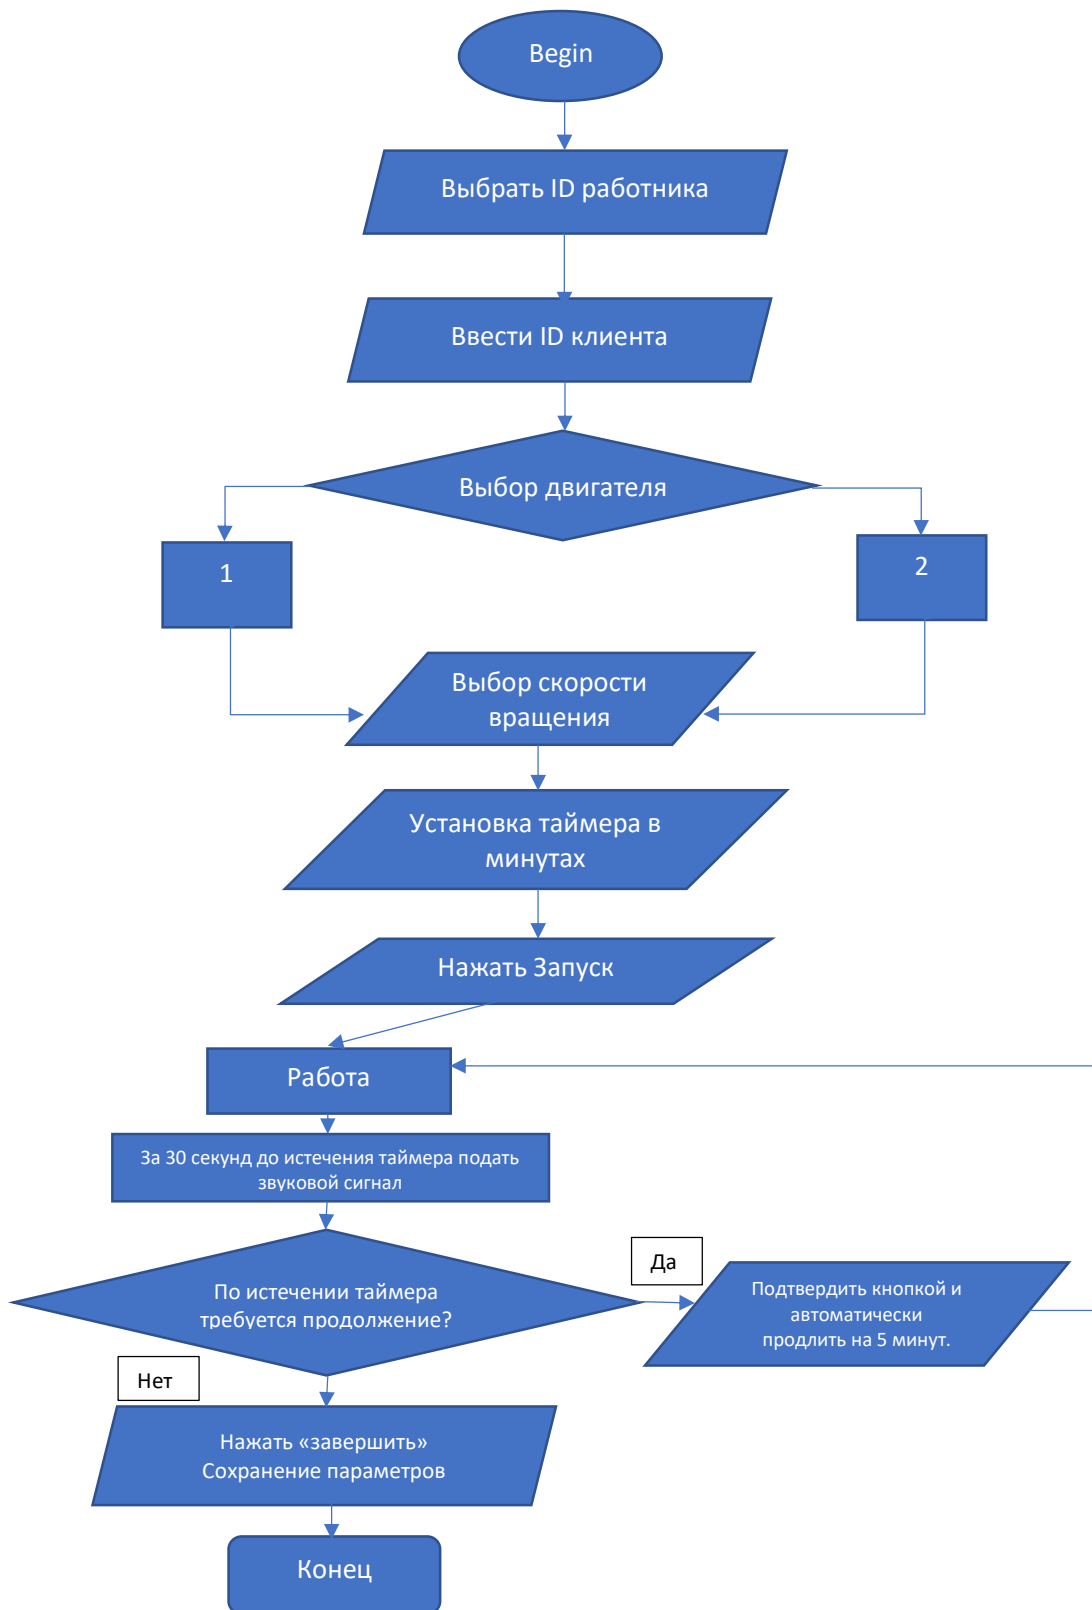 Begin
Выбрать ID работника
Ввести ID клиента
Выбор двигателя
1
2
Выбор скорости
вращения
Установка таймера в
минутах
Нажать Запуск
Работа
За 30 секунд до истечения таймера подать
звуковой сигнал
По истечении таймера
требуется продолжение?
Да
Подтвердить кнопкой и
автоматически
продлить на 5 минут.
Нет
Нажать «завершить»
Сохранение параметров
Конец